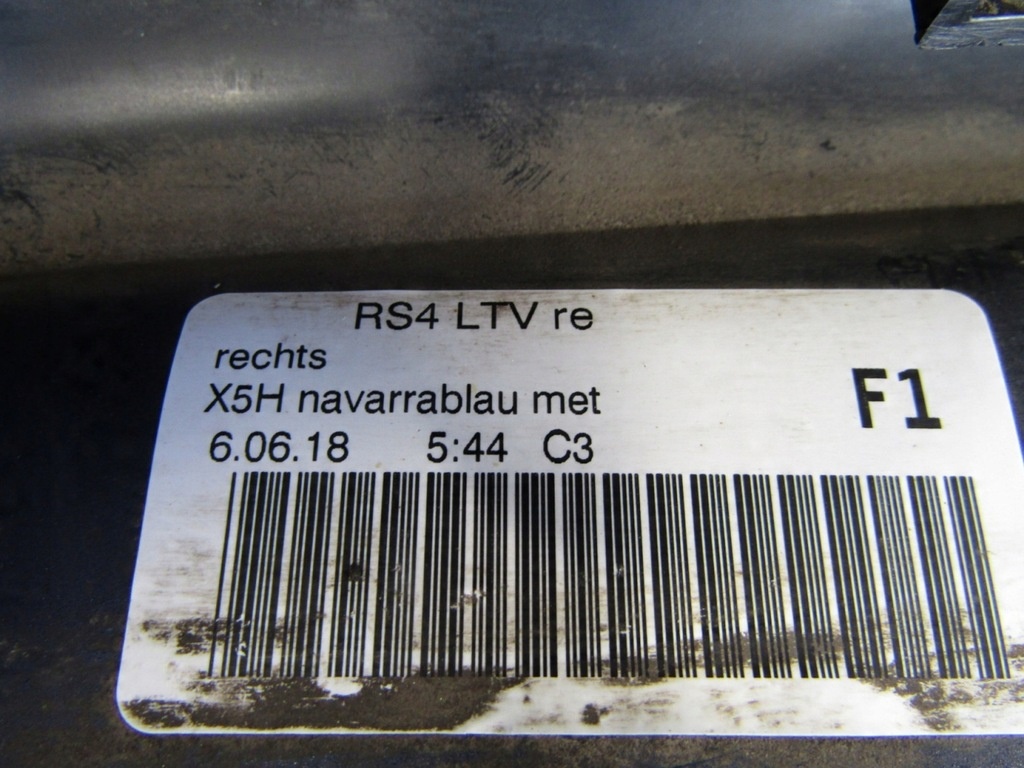 RS4 LTV re
rechts
X5H navarrablau met
F1
6.06.18 5:44 C3